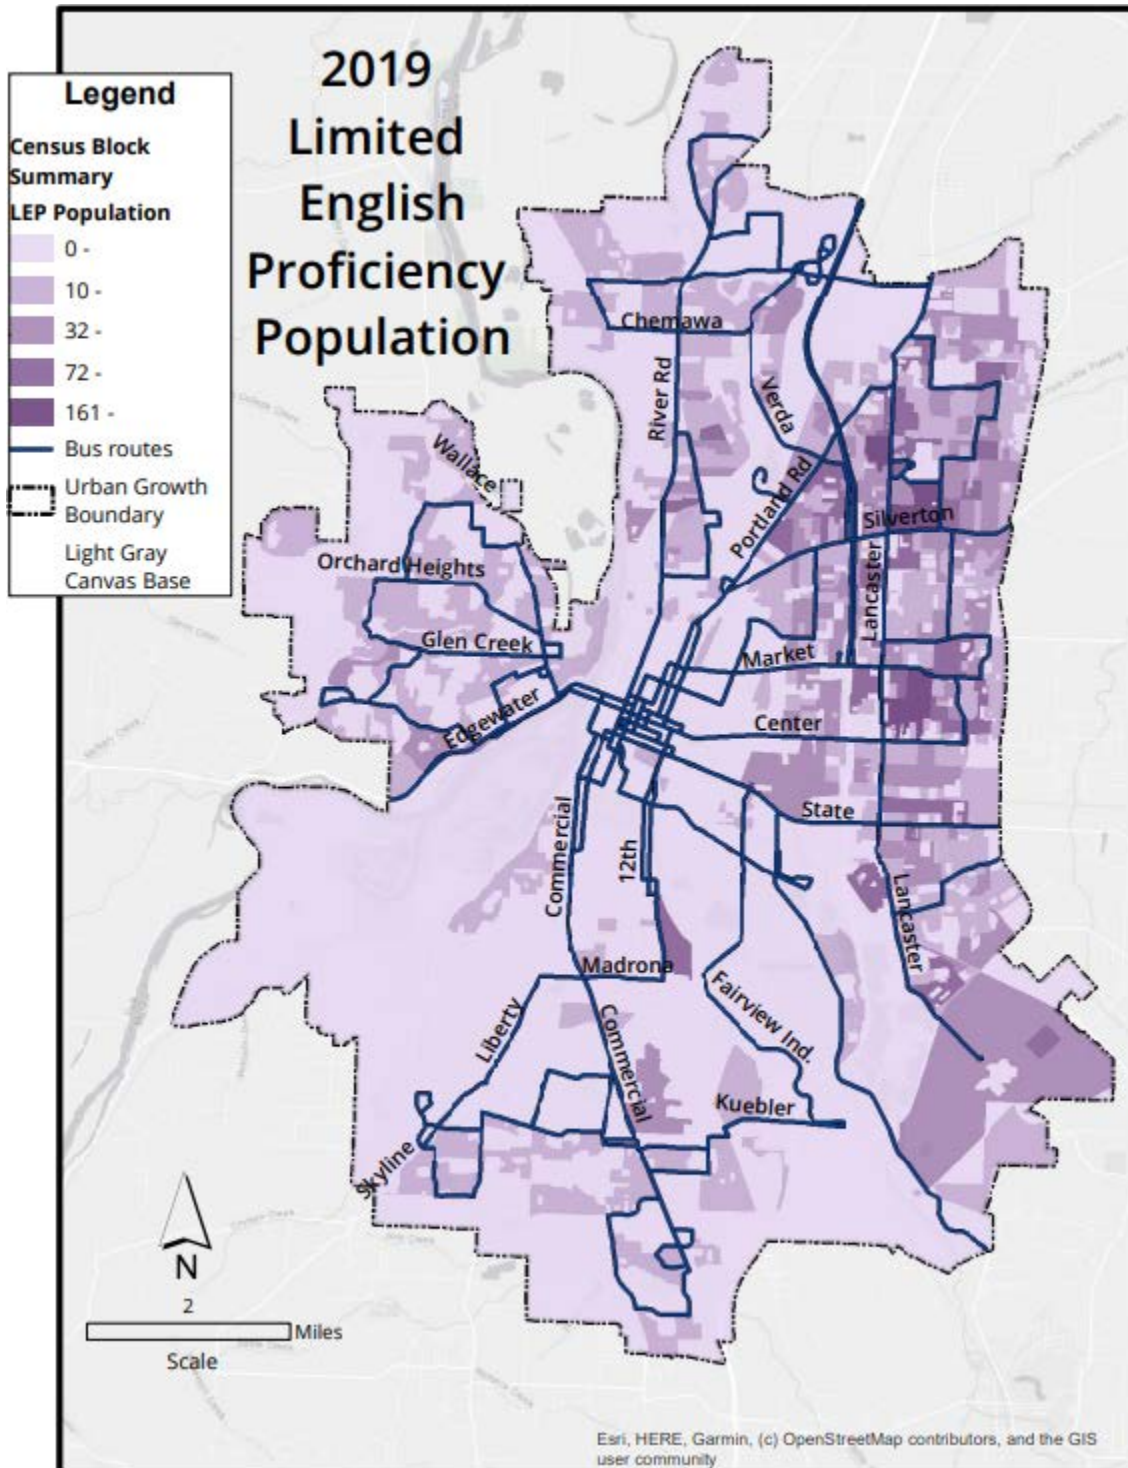 2019
Limited
English
Proficiency
Population
Legend
Census Block
Summary
LEP Population
0 -
10 -
32 -
72 -
161 -
Bus routes
Urban Growth
Boundary
Light Gray
Canvas Base
Chemawa
River Rd
Nerda
Portland Rd
Wallace
Silverton
Orchard Heights
Lancaster
Glen Creek
Market
Edgewater
Center
State
Commercial
12th
Lancaster
Madrona
Fairview Ind.
Liberty
Commercial
Kuebler
Skyline
N
2
Miles
Scale
Esri, HERE, Garmin, (c) OpenStreetMap contributors, and the GIS
user community